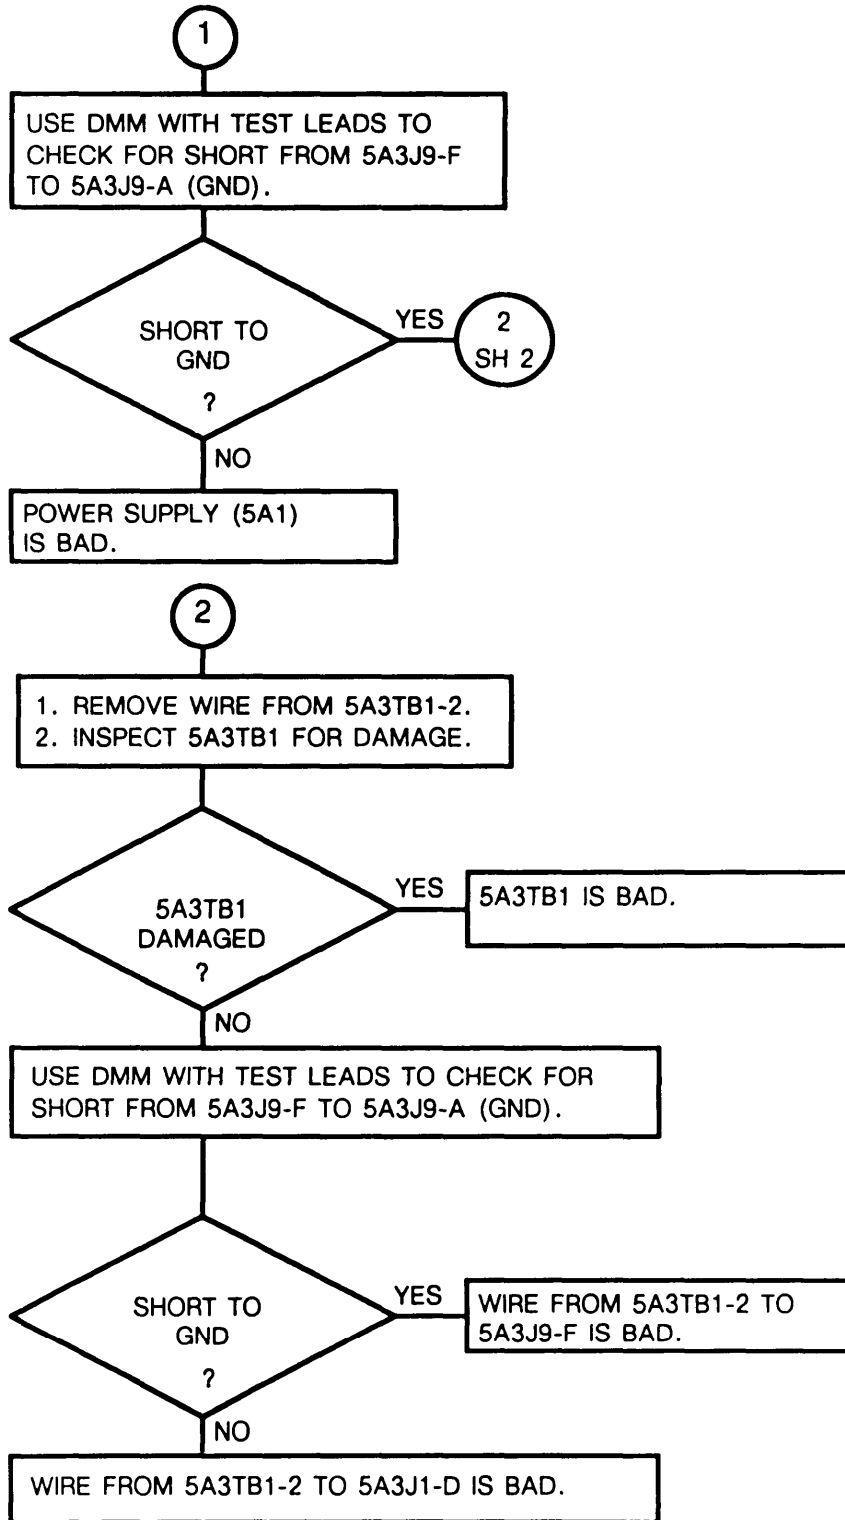 1
USE DMM WITH TEST LEADS TO
CHECK FOR SHORT FROM 5A3J9-F
TO 5A3J9-A (GND).
SHORT TO
GND
?
YES
2
SH 2
NO
POWER SUPPLY (5A1)
IS BAD.
2
1. REMOVE WIRE FROM 5A3TB1-2.
2. INSPECT 5A3TB1 FOR DAMAGE.
5A3TB1
DAMAGED
?
YES
5A3TB1 IS BAD.
NO
USE DMM WITH TEST LEADS TO CHECK FOR
SHORT FROM 5A3J9-F TO 5A3J9-A (GND).
SHORT TO
GND
?
YES
WIRE FROM 5A3TB1-2 TO
5A3J9-F IS BAD.
NO
WIRE FROM 5A3TB1-2 TO 5A3J1-D IS BAD.